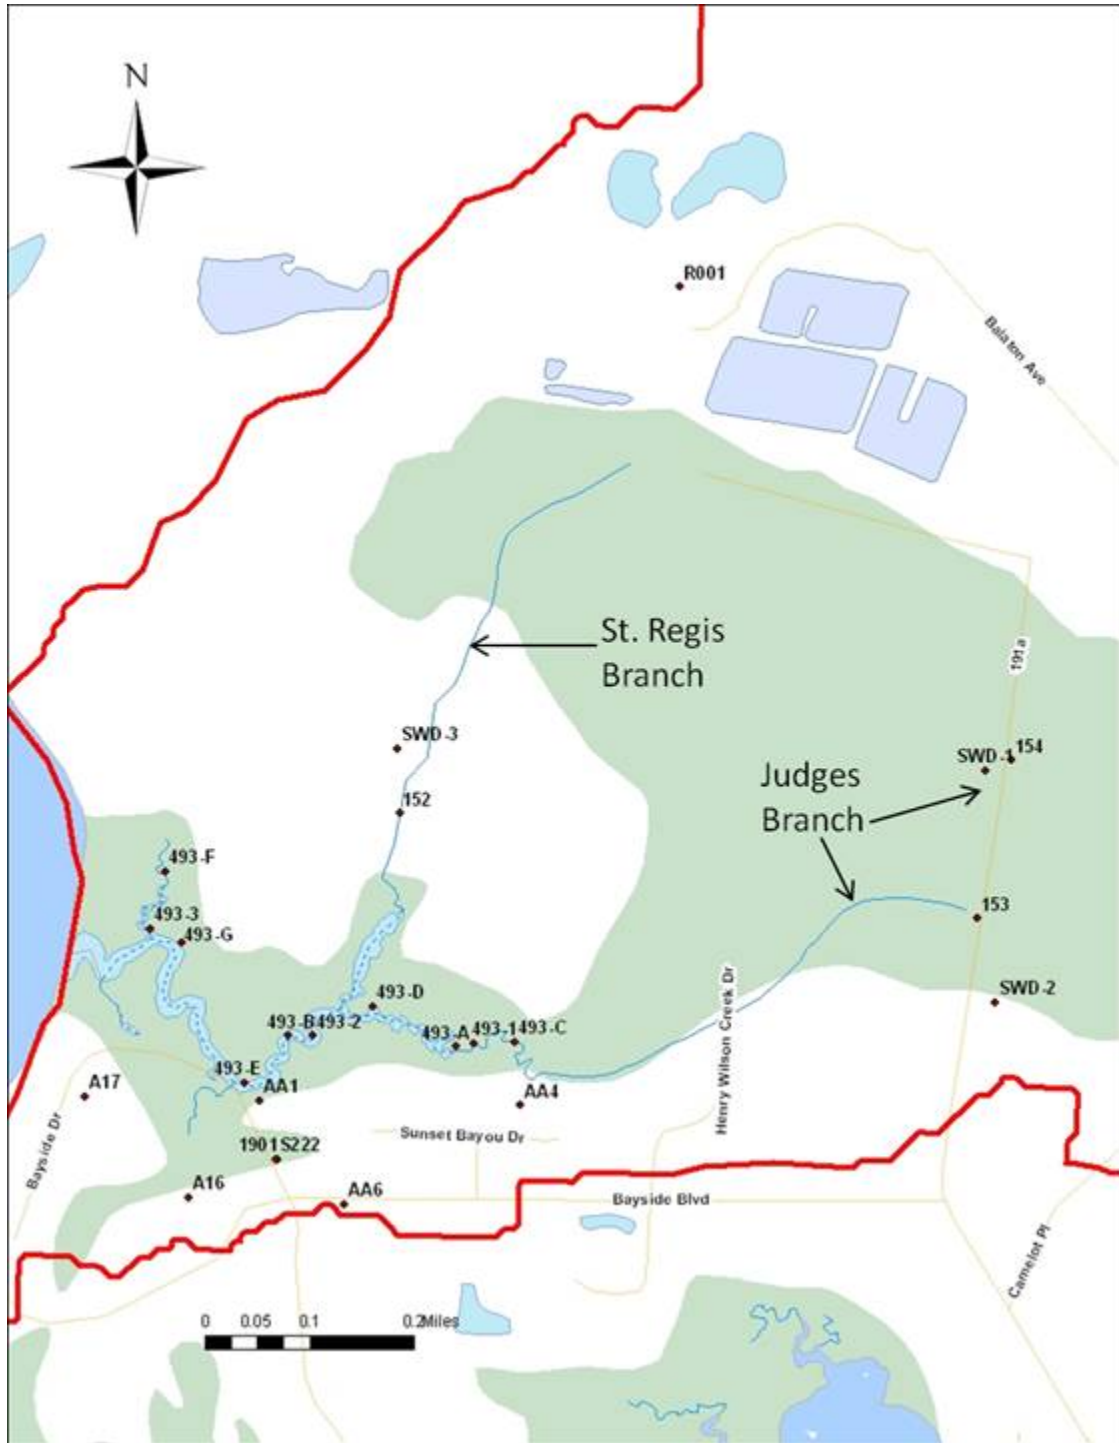 N
R001
Balaton Ave
St. Regis
Branch
191a
SWD-3
154
SWD-1
Judges
Branch
152
493-F
153
493-3
493-G
SWD-2
493-D
493-B
493-2
493-A
493-1
493-C
Henry Wilson Creek Dr
493-E
A17
AA1
AA4
Bayside Dr
Sunset Bayou Dr
1901S222
A16
AA6
Bayside Blvd
Camelot Pl
0 0.05 0.1 0.2 Miles